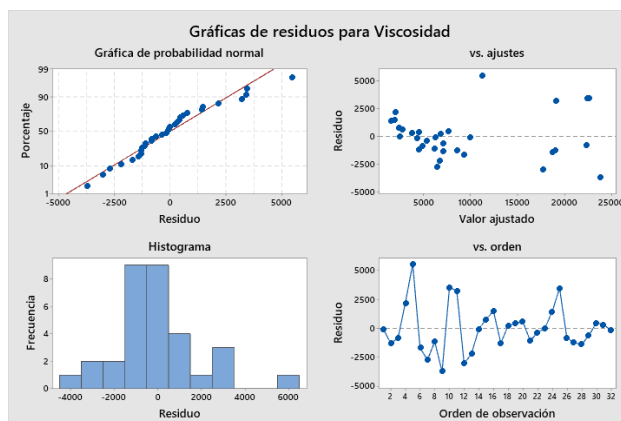 Gráficas de residuos para Viscosidad
Gráfica de probabilidad normal
Porcentaje
99
90
50
10
1
-5000 -2500 0 2500 5000
Residuo
vs. ajustes
Residuo
5000
2500
0
-2500
-5000
5000 10000 15000 20000 25000
Valor ajustado
Histograma
Frecuencia
8
6
4
2
0
-4000 -2000 0 2000 4000 6000
Residuo
vs. orden
Residuo
5000
2500
0
-2500
-5000
2 4 6 8 10 12 14 16 18 20 22 24 26 28 30 32
Orden de observación